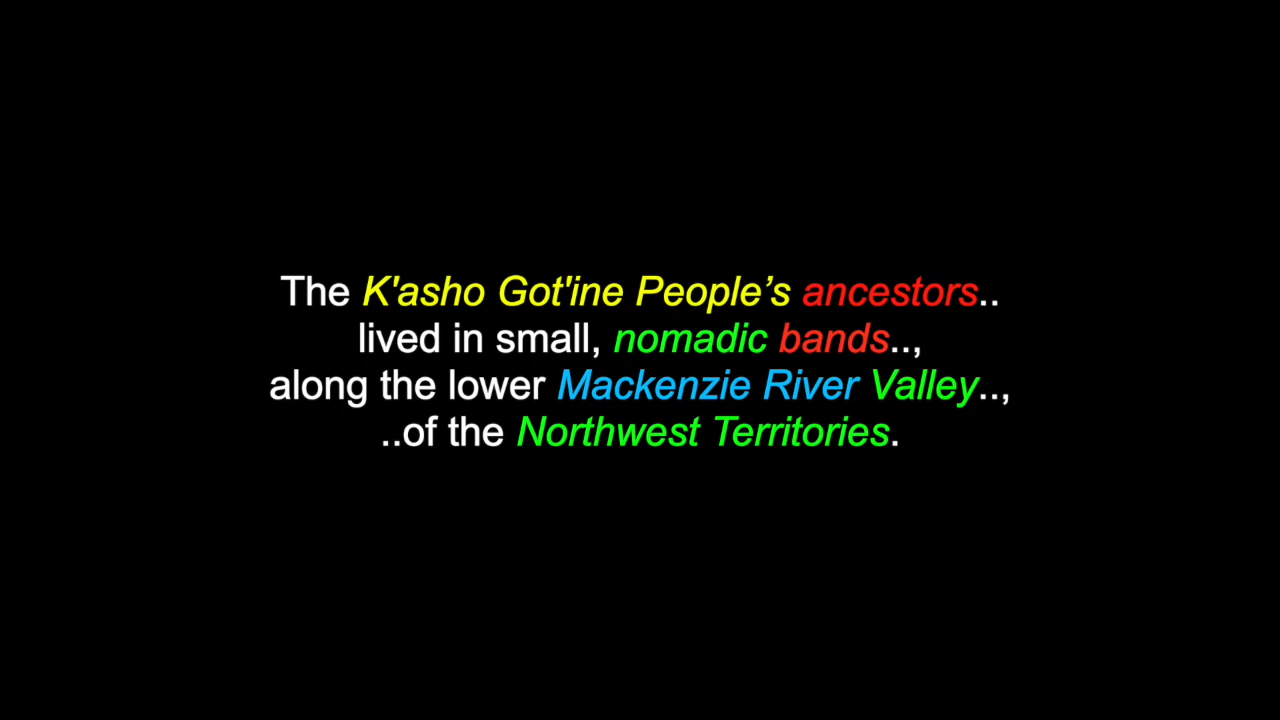 The K'asho Got'ine People’s ancestors..
lived in small, nomadic bands..,
along the lower Mackenzie River Valley..,
..of the Northwest Territories.